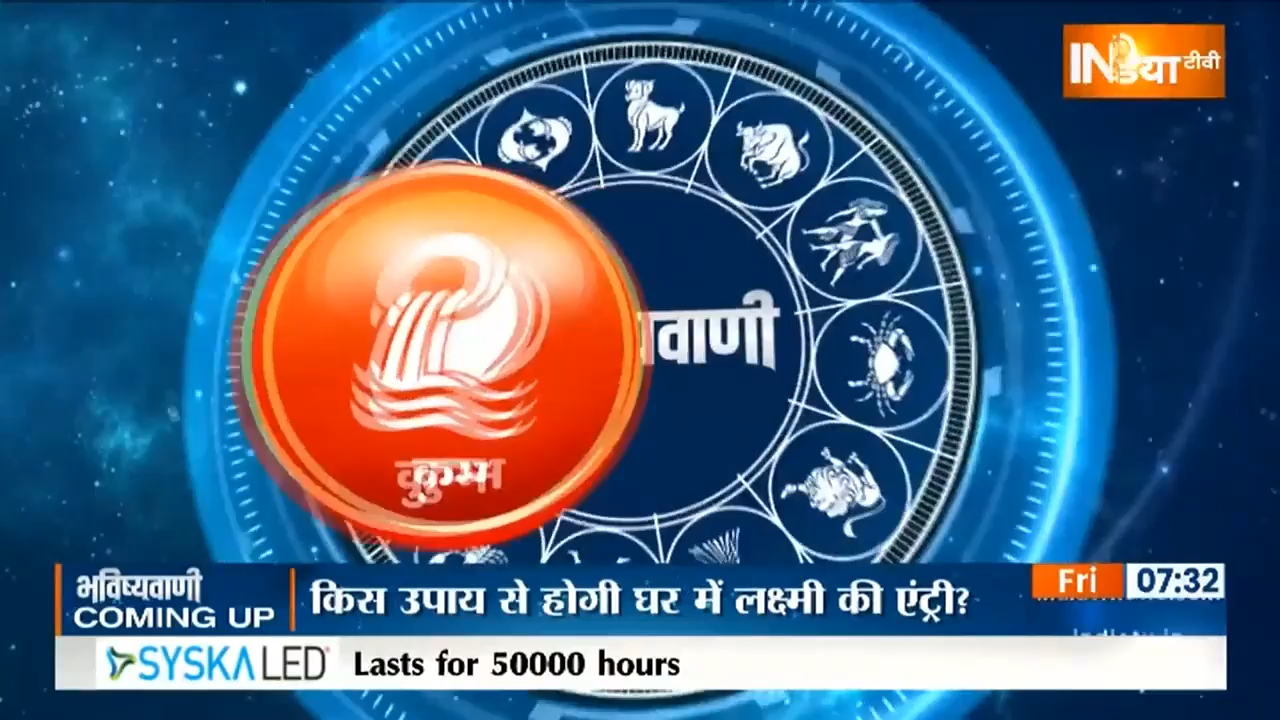 INडिया टीवी
वाणी
कुम्भ
भविष्यवाणी
COMING UP
किस उपाय से होगी घर में लक्ष्मी की एंट्री?
Fri 07:32
SYSKA LED
Lasts for 50000 hours